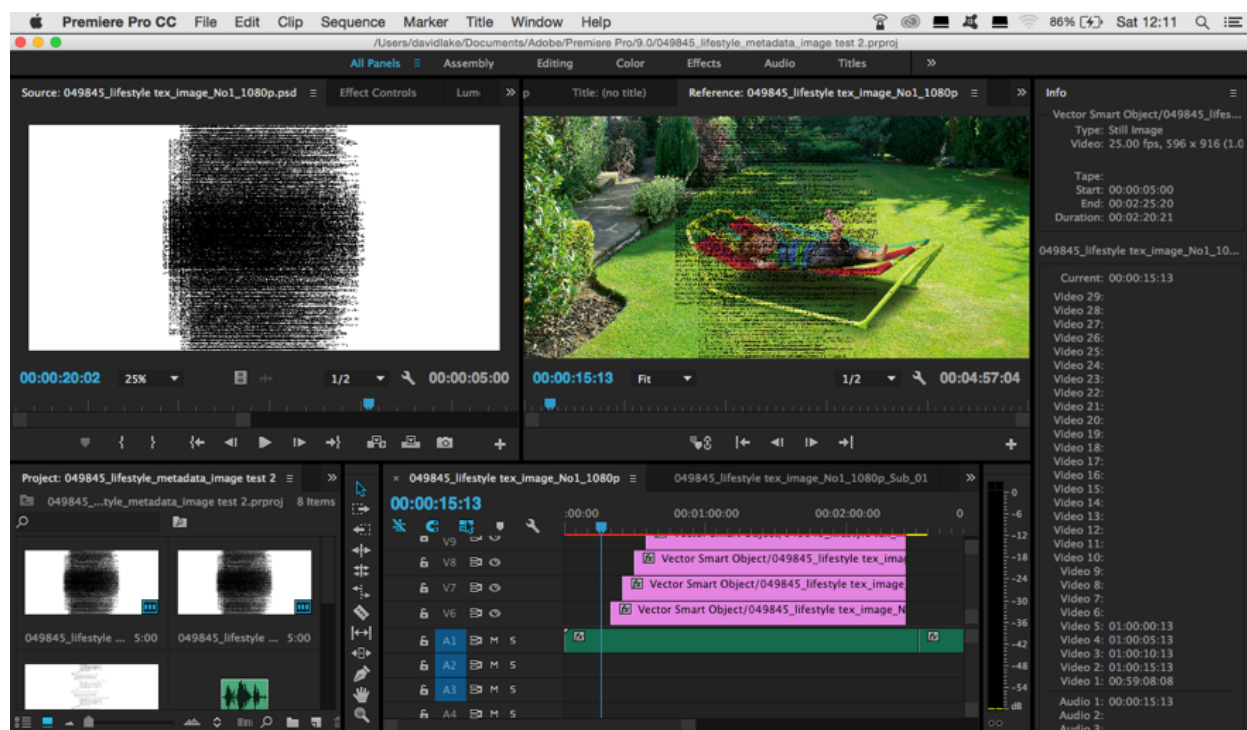 Premiere Pro CC File Edit Clip Sequence Marker Title Window Help 86% Sat 12:11
/Users/davidlake/Documents/Adobe/Premiere Pro/9.0/049845_lifestyle_metadata_image test 2.prproj
All Panels Assembly Editing Color Effects Audio Titles
Source: 049845_lifestyle tex_image_No1_1080p.psd Effect Controls Lum
p Title: (no title) Reference: 049845_lifestyle tex_image_No1_1080p
Info
Vector Smart Object/049845_lifes...
Type: Still Image
Video: 25.00 fps, 596 x 916 (1.0
Tape:
Start: 00:00:05:00
End: 00:02:25:20
Duration: 00:02:20:21
049845_lifestyle tex_image_No1_10...
Current: 00:00:15:13
Video 29:
Video 28:
Video 27:
Video 26:
Video 25:
Video 24:
Video 23:
Video 22:
Video 21:
Video 20:
Video 19:
Video 18:
Video 17:
Video 16:
Video 15:
Video 14:
Video 13:
Video 12:
Video 11:
Video 10:
Video 9:
Video 8:
Video 7:
Video 6:
Video 5: 01:00:00:13
Video 4: 01:00:05:13
Video 3: 01:00:10:13
Video 2: 01:00:15:13
Video 1: 00:59:08:08
Audio 1: 00:00:15:13
Audio 2:
Audio 3:
00:00:20:02 25% 1/2 00:00:05:00
00:00:15:13 Fit 1/2 00:04:57:04
Project: 049845_lifestyle_metadata_image test 2
049845_...tyle_metadata_image test 2.prproj 8 Items
049845_lifestyle ... 5:00 049845_lifestyle ... 5:00
× 049845_lifestyle tex_image_No1_1080p 049845_lifestyle tex_image_No1_1080p_Sub_01
00:00:15:13
:00:00 00:01:00:00 00:02:00:00 0
V9
V8 fx Vector Smart Object/049845_lifestyle tex_imag
V7 fx Vector Smart Object/049845_lifestyle tex_image
V6 fx Vector Smart Object/049845_lifestyle tex_image_N
A1 M S fx fx
A2 M S
A3 M S
A4 M S
0
-6
-12
-18
-24
-30
-36
-42
-48
-54
dB